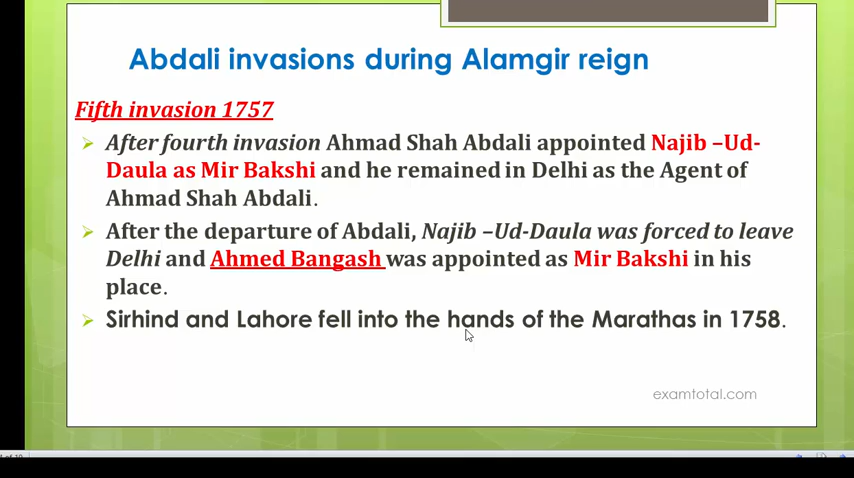 Abdali invasions during Alamgir reign
Fifth invasion 1757
After fourth invasion Ahmad Shah Abdali appointed Najib –Ud-
Daula as Mir Bakshi and he remained in Delhi as the Agent of
Ahmad Shah Abdali.
After the departure of Abdali, Najib –Ud-Daula was forced to leave
Delhi and Ahmed Bangash was appointed as Mir Bakshi in his
place.
Sirhind and Lahore fell into the hands of the Marathas in 1758.
examtotal.com